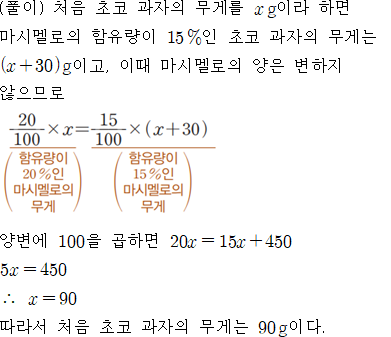 (풀이) 처음 초코 과자의 무게를 x g이라 하면
마시멜로의 함유량이 15 %인 초코 과자의 무게는
(x+30)g이고, 이때 마시멜로의 양은 변하지
않으므로
20/100 × x = 15/100 × (x+30)
(함유량이 20 %인 마시멜로의 무게) (함유량이 15 %인 마시멜로의 무게)
양변에 100을 곱하면 20x = 15x+450
5x = 450
∴ x = 90
따라서 처음 초코 과자의 무게는 90 g이다.